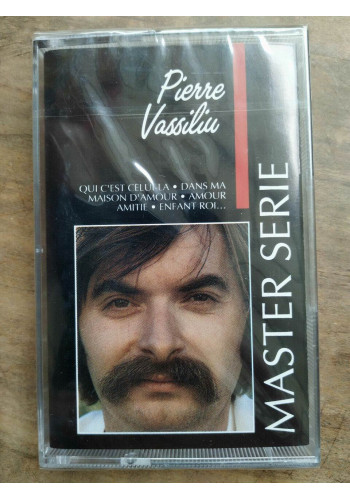 Pierre
Vassiliu
QUI C'EST CELUI LA • DANS MA
MAISON D'AMOUR • AMOUR
AMITIE • ENFANT ROI...
MASTER SERIE